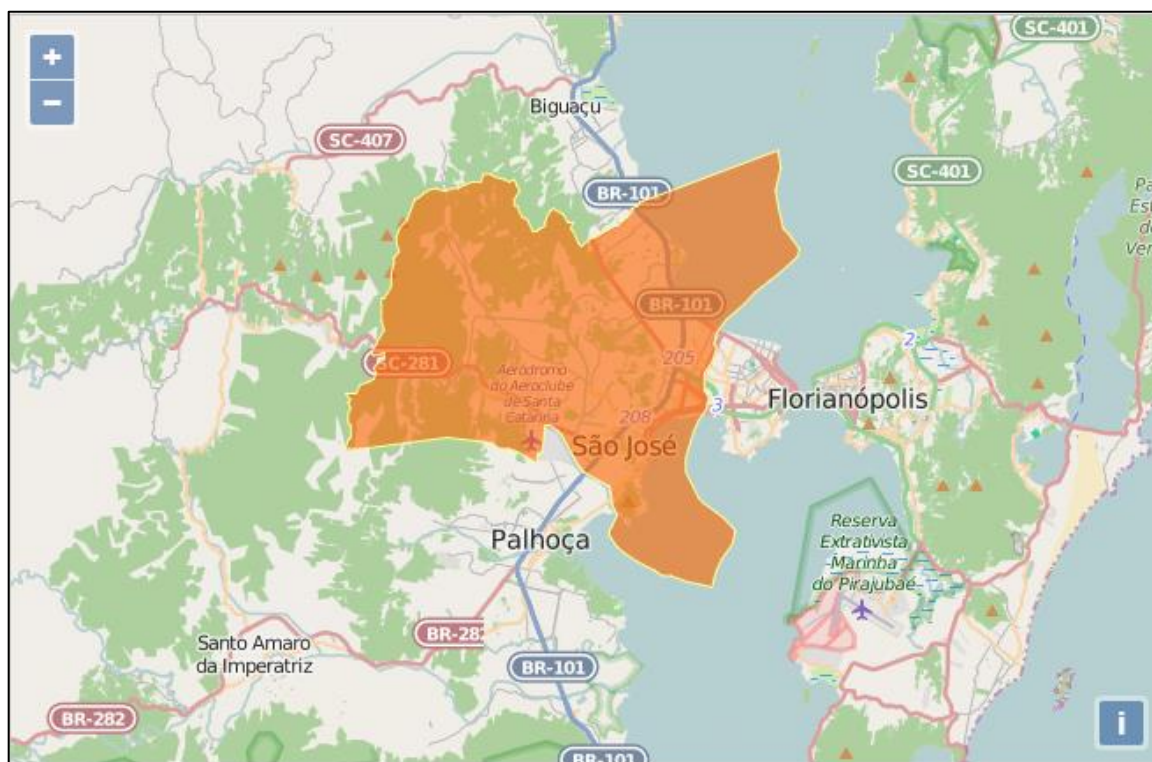 +
−
SC-401
Biguaçu
SC-407
SC-401
BR-101
BR-101
SC-281
205
2
Aeródromo
do Aeroclube
de Santa
Catarina
3
208
Florianópolis
São José
Palhoça
Reserva
Extrativista
Marinha
do Pirajubaé
Santo Amaro
da Imperatriz
BR-101
BR-282
BR-101
i